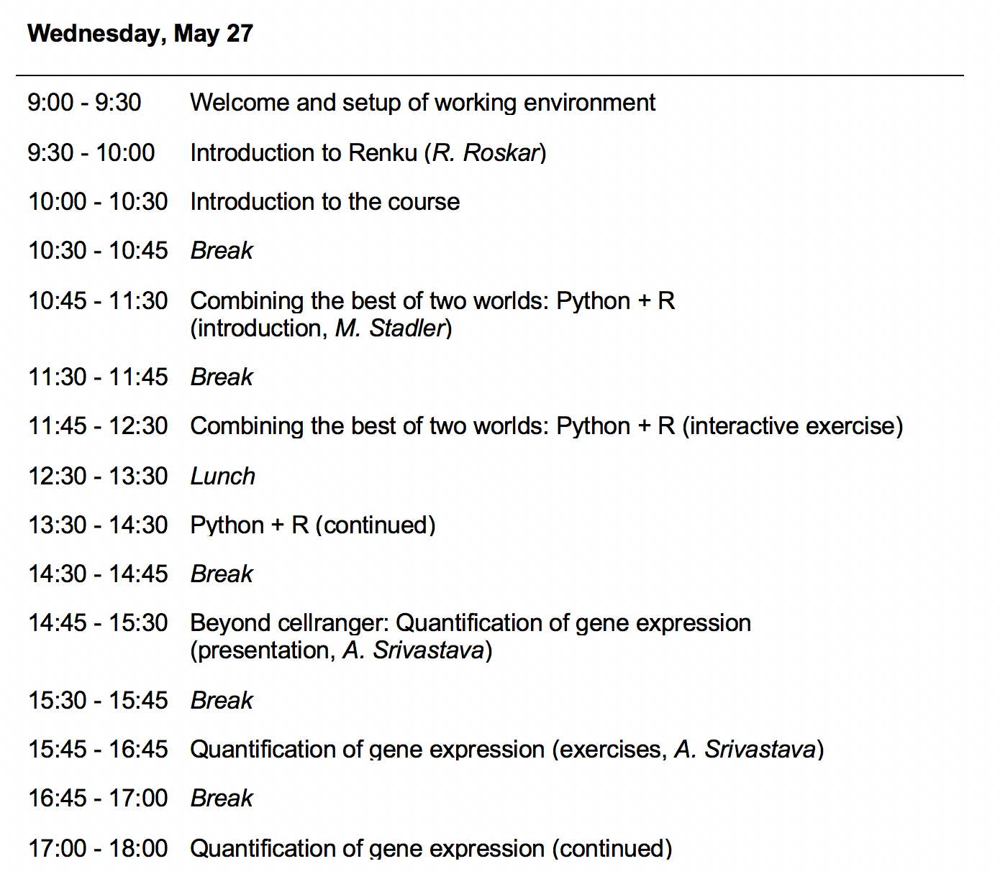 Wednesday, May 27
9:00 - 9:30 Welcome and setup of working environment
9:30 - 10:00 Introduction to Renku (R. Roskar)
10:00 - 10:30 Introduction to the course
10:30 - 10:45 Break
10:45 - 11:30 Combining the best of two worlds: Python + R
(introduction, M. Stadler)
11:30 - 11:45 Break
11:45 - 12:30 Combining the best of two worlds: Python + R (interactive exercise)
12:30 - 13:30 Lunch
13:30 - 14:30 Python + R (continued)
14:30 - 14:45 Break
14:45 - 15:30 Beyond cellranger: Quantification of gene expression
(presentation, A. Srivastava)
15:30 - 15:45 Break
15:45 - 16:45 Quantification of gene expression (exercises, A. Srivastava)
16:45 - 17:00 Break
17:00 - 18:00 Quantification of gene expression (continued)